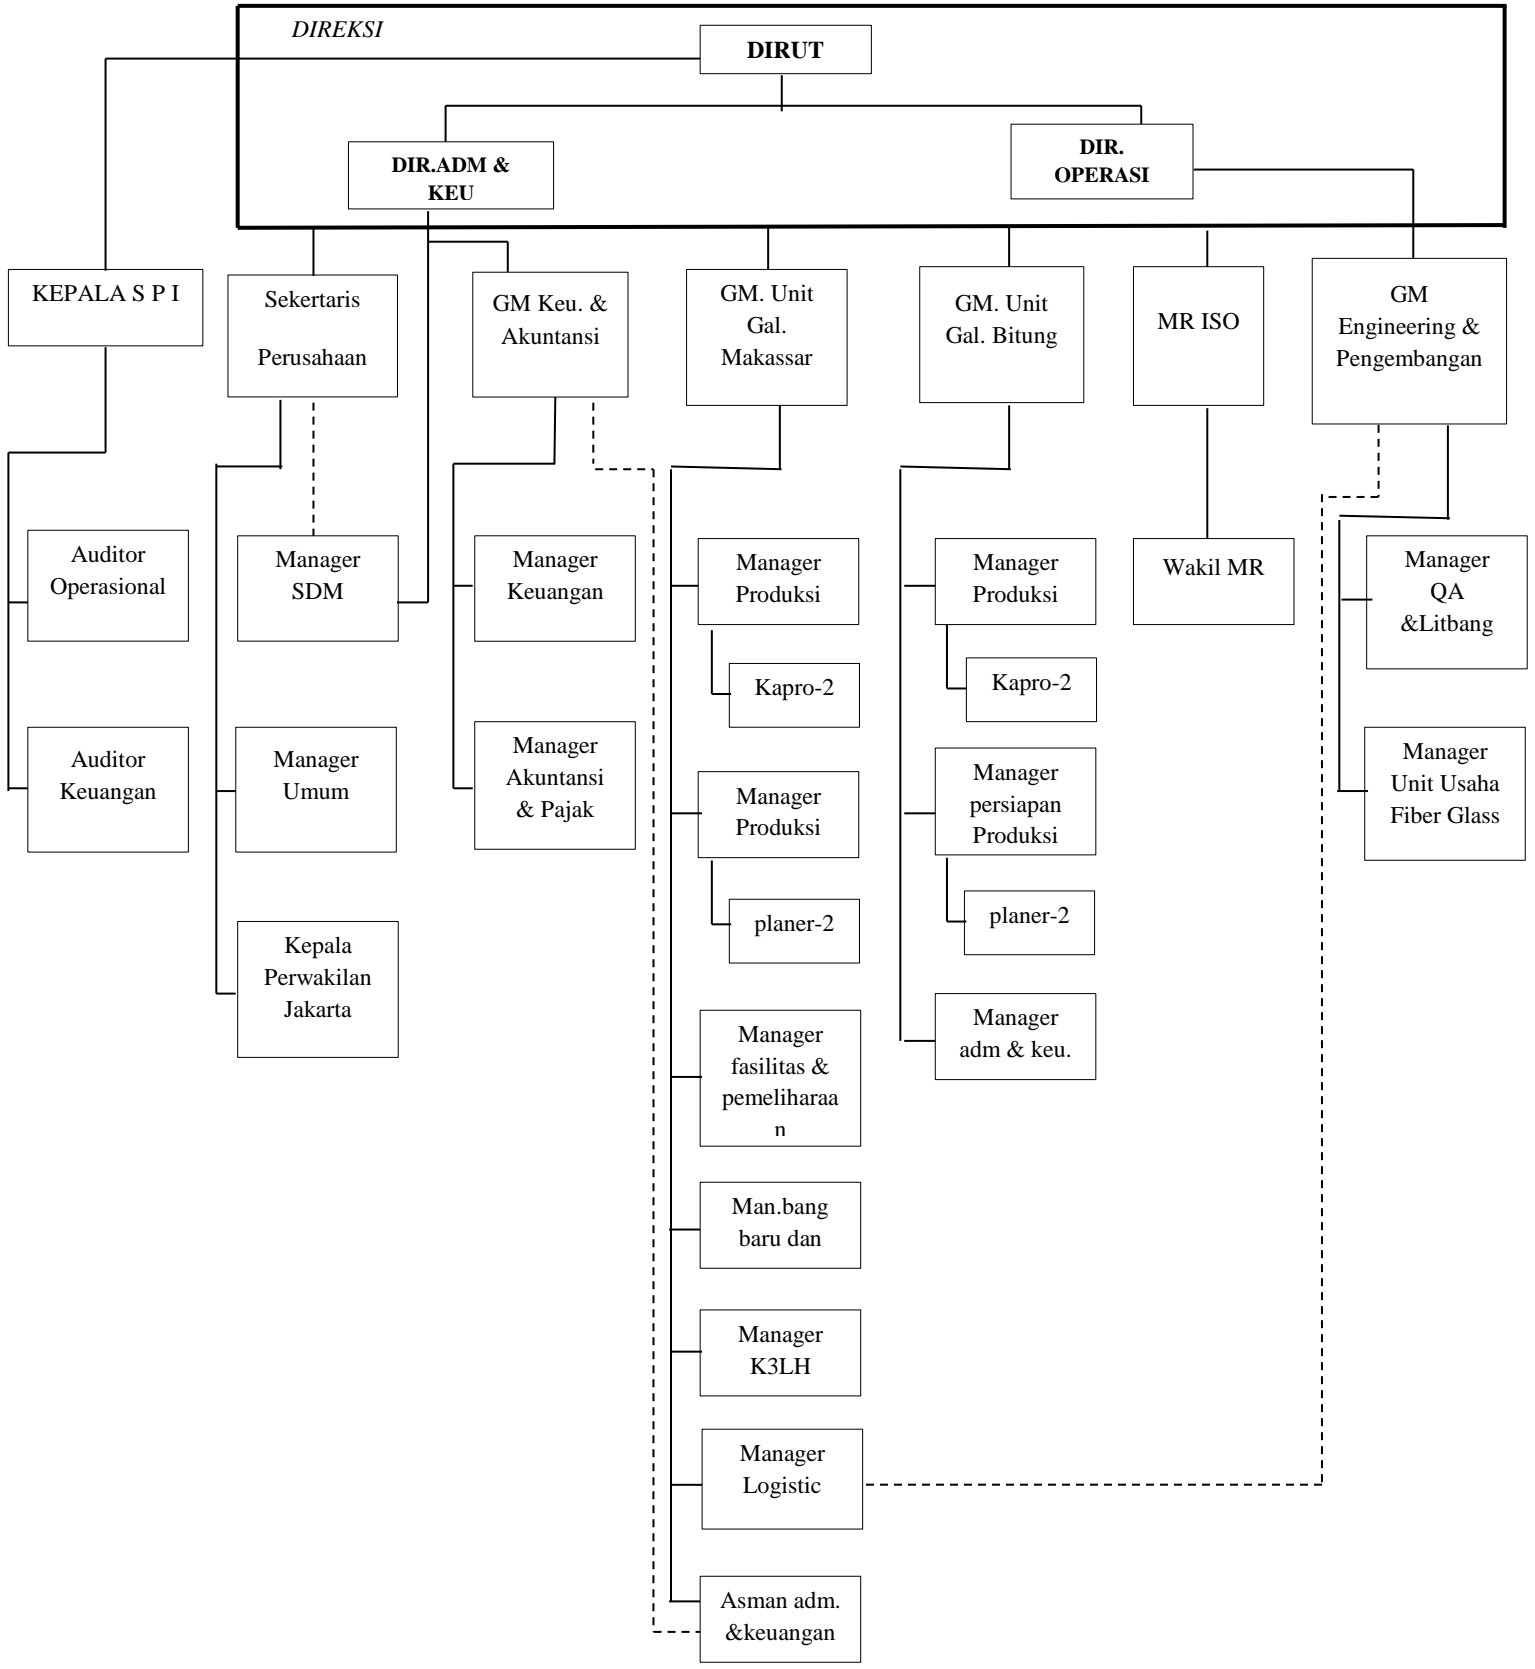 DIREKSI
DIRUT
DIR.ADM &
KEU
DIR.
OPERASI
KEPALA S P I
Sekertaris
Perusahaan
GM Keu. &
Akuntansi
GM. Unit
Gal.
Makassar
GM. Unit
Gal. Bitung
MR ISO
GM
Engineering &
Pengembangan
Auditor
Operasional
Auditor
Keuangan
Manager
SDM
Manager
Umum
Kepala
Perwakilan
Jakarta
Manager
Keuangan
Manager
Akuntansi
& Pajak
Manager
Produksi
Kapro-2
Manager
Produksi
planer-2
Manager
fasilitas &
pemeliharaa
n
Man.bang
baru dan
Manager
K3LH
Manager
Logistic
Asman adm.
&keuangan
Manager
Produksi
Kapro-2
Manager
persiapan
Produksi
planer-2
Manager
adm & keu.
Wakil MR
Manager
QA
&Litbang
Manager
Unit Usaha
Fiber Glass